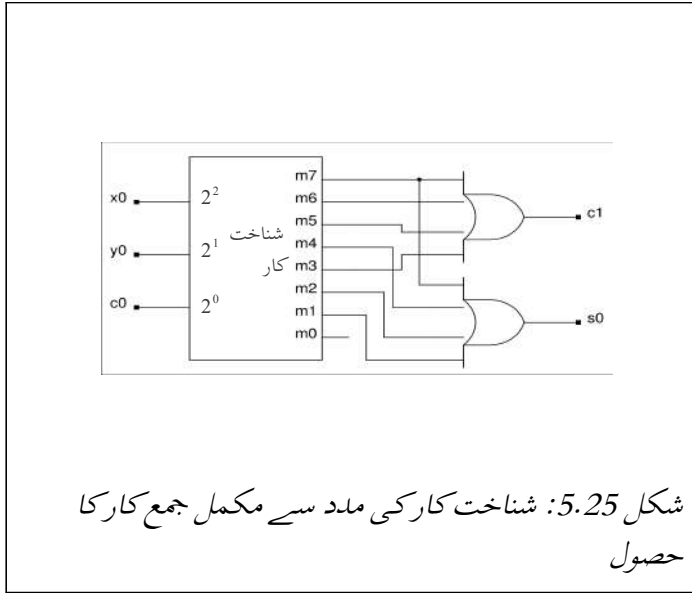 m7
x0 2² m6 c1
m5
شناخت
y0 2¹ m4
کار m3
m2
c0 2⁰ m1 s0
m0
شکل 5.25: شناخت کار کی مدد سے مکمل جمع کار کا
حصول